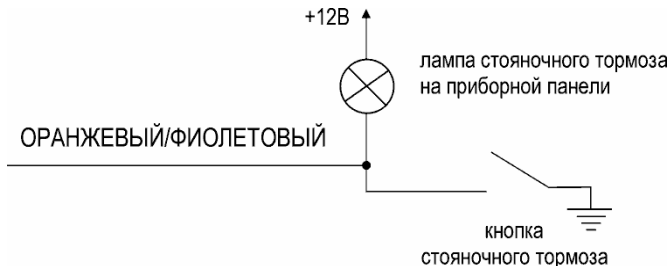 +12В
лампа стояночного тормоза
на приборной панели
ОРАНЖЕВЫЙ/ФИОЛЕТОВЫЙ
кнопка
стояночного тормоза